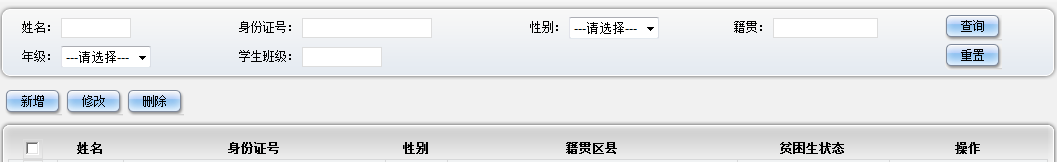 姓名： 身份证号： 性别： ---请选择--- 籍贯： 查询
年级： ---请选择--- 学生班级： 重置
新增 修改 删除
姓名 身份证号 性别 籍贯区县 贫困生状态 操作